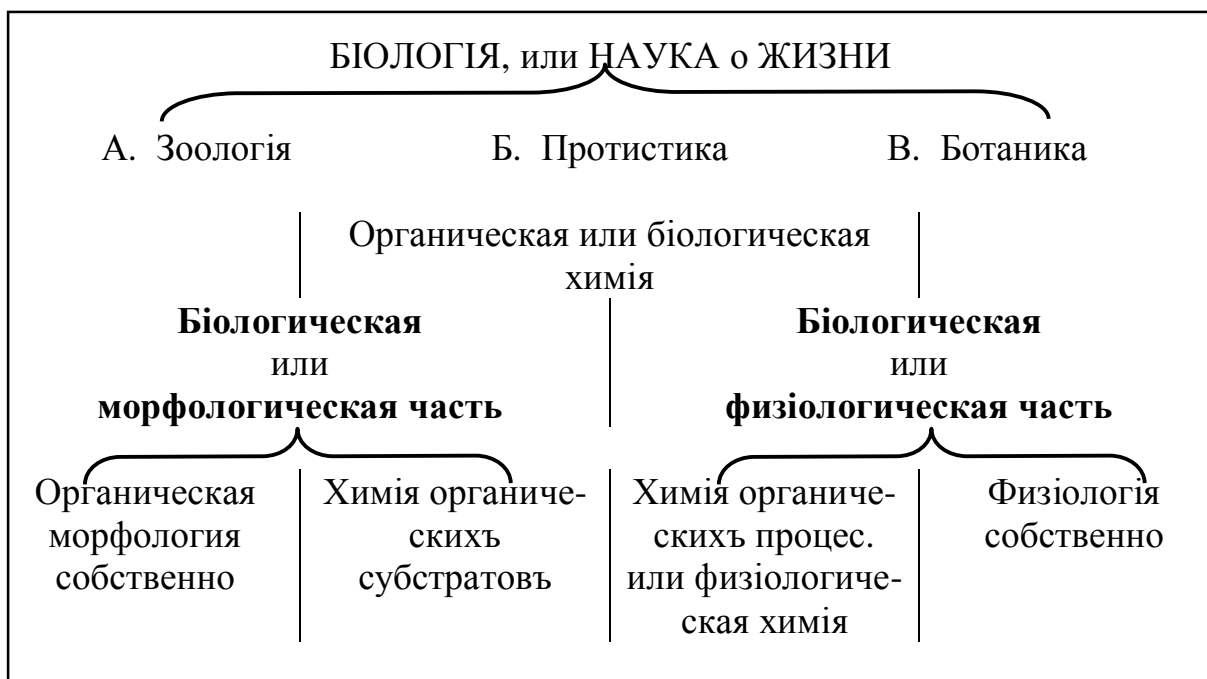 БІОЛОГІЯ, или НАУКА о ЖИЗНИ
А. Зоологія
Б. Протистика
В. Ботаника
Органическая или біологическая
химія
Біологическая
или
морфологическая часть
Біологическая
или
физіологическая часть
Органическая
морфология
собственно
Химія органиче-
скихъ
субстратовъ
Химія органиче-
скихъ процес.
или физіологиче-
ская химія
Физіологія
собственно